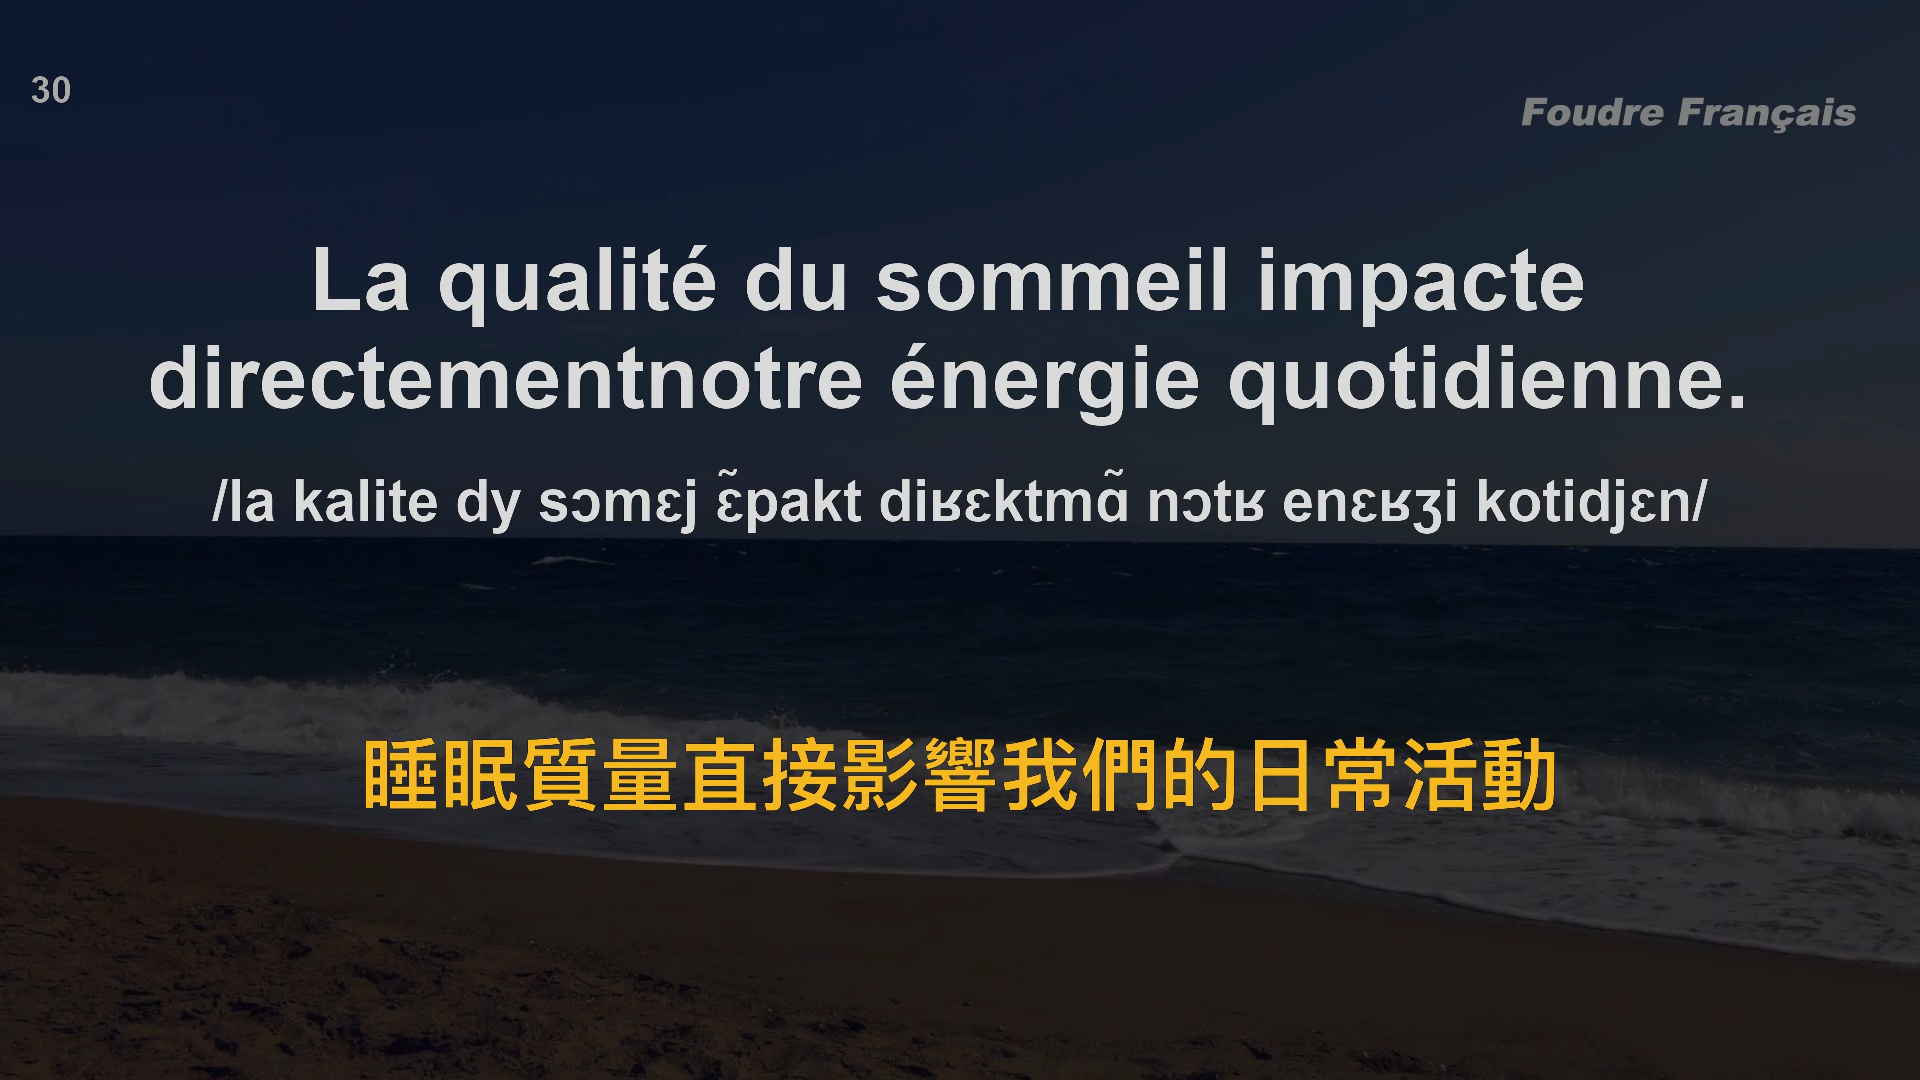 30
Foudre Français
La qualité du sommeil impacte
directementnotre énergie quotidienne.
/la kalite dy sɔmɛj ɛ̃pakt diʁɛktmɑ̃ nɔtʁ enɛʁʒi kotidjɛn/
睡眠質量直接影響我們的日常活動